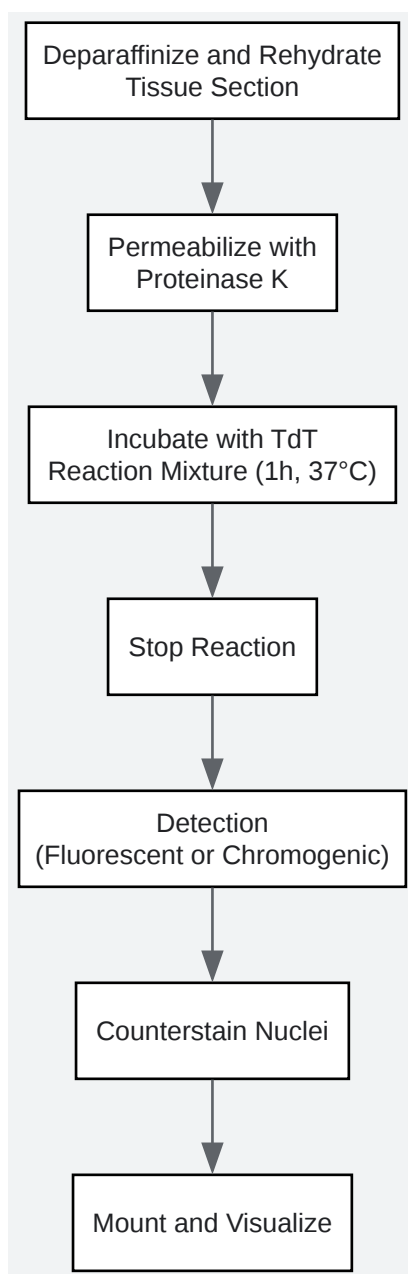 Deparaffinize and Rehydrate
Tissue Section
Permeabilize with
Proteinase K
Incubate with TdT
Reaction Mixture (1h, 37°C)
Stop Reaction
Detection
(Fluorescent or Chromogenic)
Counterstain Nuclei
Mount and Visualize